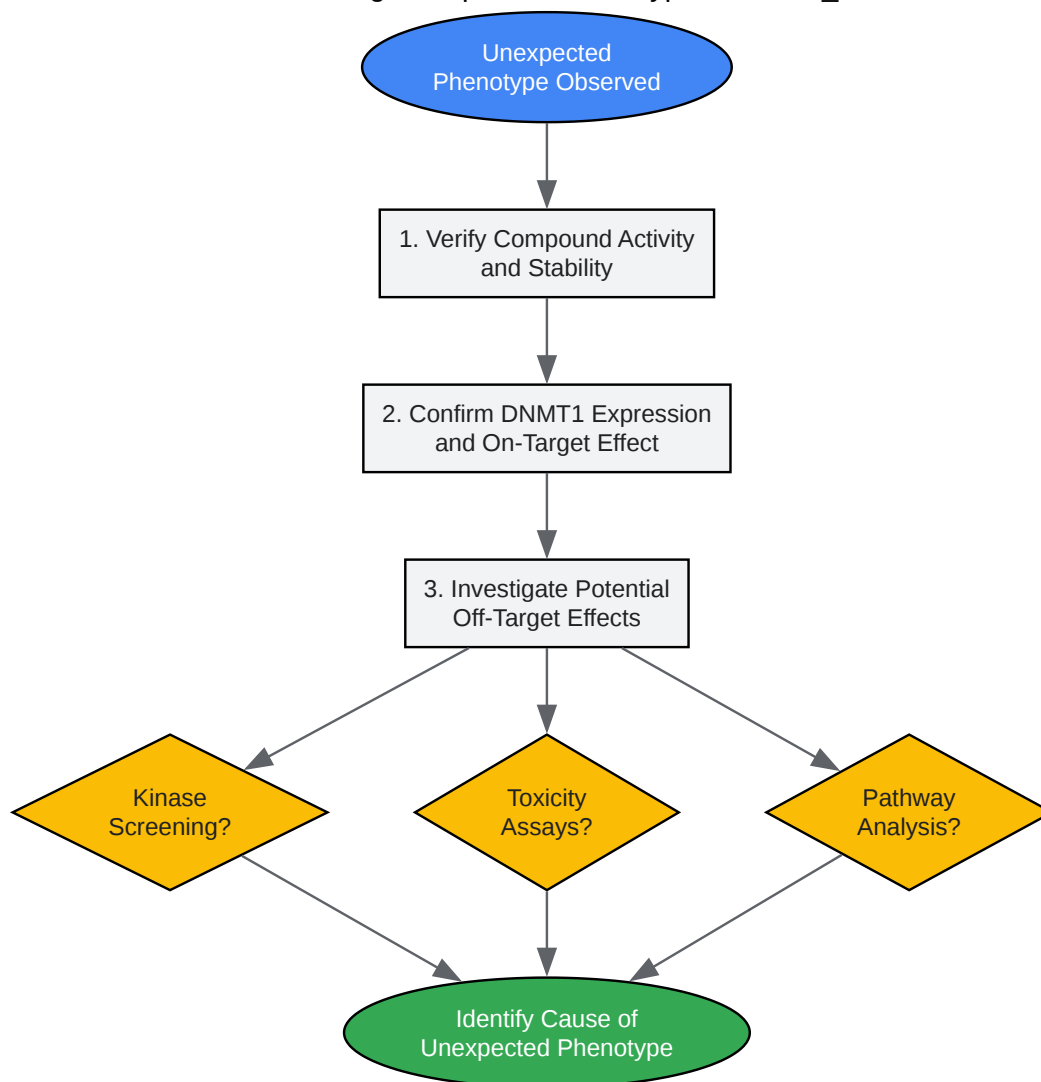 Unexpected
Phenotype Observed
1. Verify Compound Activity
and Stability
2. Confirm DNMT1 Expression
and On-Target Effect
3. Investigate Potential
Off-Target Effects
Kinase
Screening?
Toxicity
Assays?
Pathway
Analysis?
Identify Cause of
Unexpected Phenotype